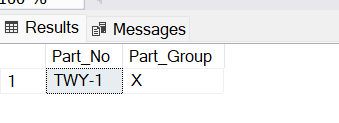 Results Messages
Part_No Part_Group
1 TWY-1 X